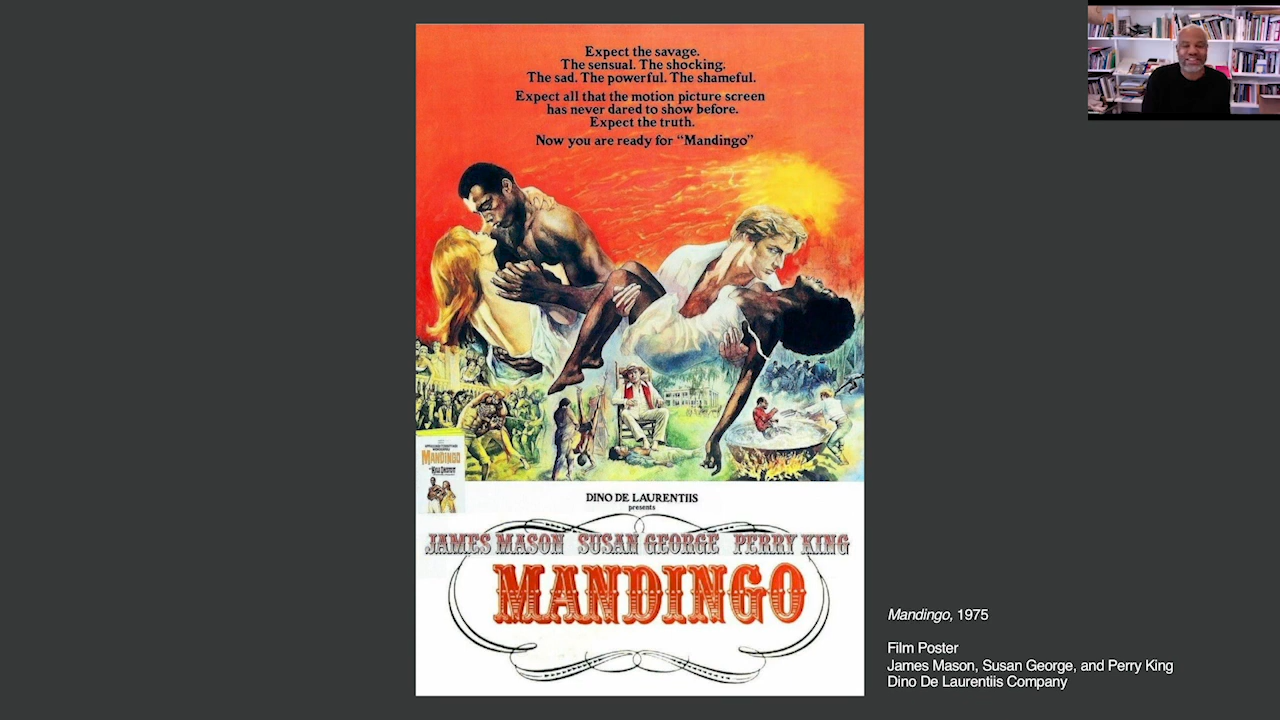 Expect the savage.
The sensual. The shocking.
The sad. The powerful. The shameful.
Expect all that the motion picture screen
has never dared to show before.
Expect the truth.
Now you are ready for “Mandingo”
MANDINGO
DINO DE LAURENTIIS
presents
JAMES MASON SUSAN GEORGE PERRY KING
MANDINGO
Mandingo, 1975
Film Poster
James Mason, Susan George, and Perry King
Dino De Laurentiis Company